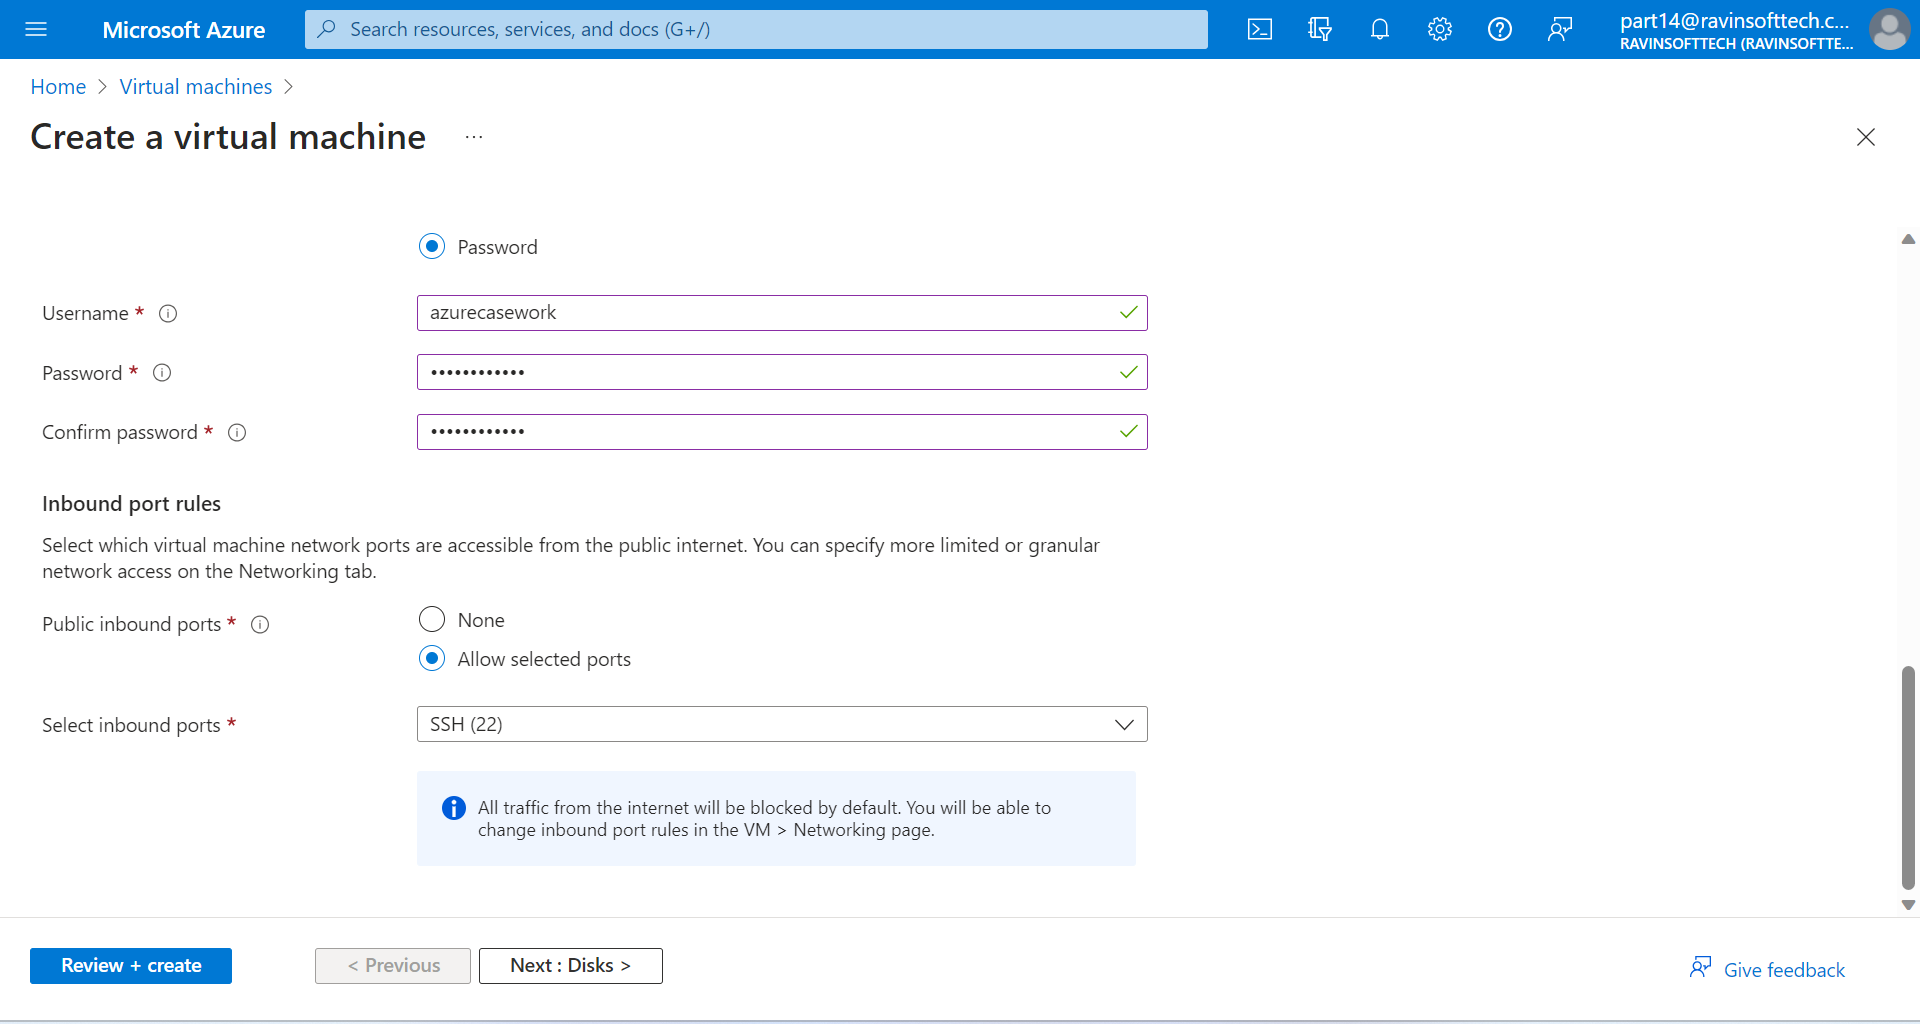 Microsoft Azure
Search resources, services, and docs (G+/)
part14@ravinsofttech.c...
RAVINSOFTTECH (RAVINSOFTTE...
Home > Virtual machines >
Create a virtual machine ...
Password
Username * azurecasework
Password * ••••••••••••
Confirm password * ••••••••••••
Inbound port rules
Select which virtual machine network ports are accessible from the public internet. You can specify more limited or granular
network access on the Networking tab.
Public inbound ports * None
Allow selected ports
Select inbound ports * SSH (22)
All traffic from the internet will be blocked by default. You will be able to
change inbound port rules in the VM > Networking page.
Review + create < Previous Next : Disks > Give feedback